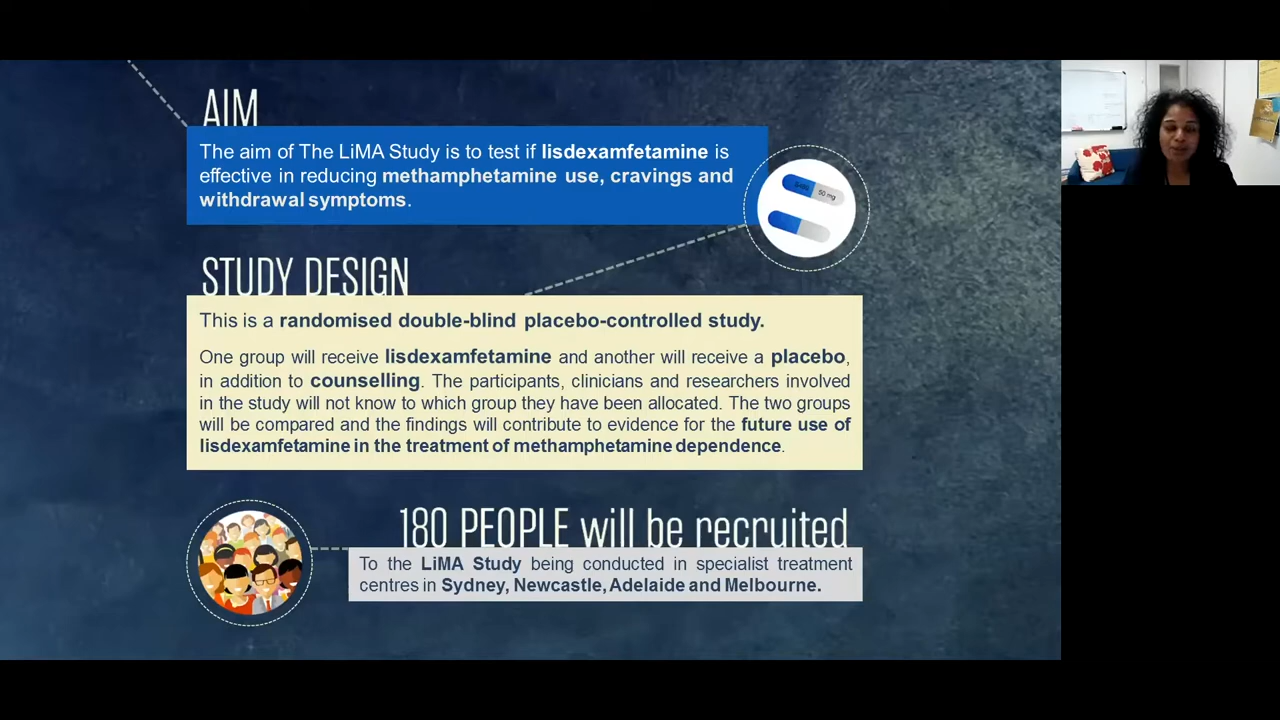 AIM
The aim of The LiMA Study is to test if lisdexamfetamine is
effective in reducing methamphetamine use, cravings and
withdrawal symptoms.
50 mg
STUDY DESIGN
This is a randomised double-blind placebo-controlled study.
One group will receive lisdexamfetamine and another will receive a placebo,
in addition to counselling. The participants, clinicians and researchers involved
in the study will not know to which group they have been allocated. The two groups
will be compared and the findings will contribute to evidence for the future use of
lisdexamfetamine in the treatment of methamphetamine dependence.
180 PEOPLE will be recruited
To the LiMA Study being conducted in specialist treatment
centres in Sydney, Newcastle, Adelaide and Melbourne.